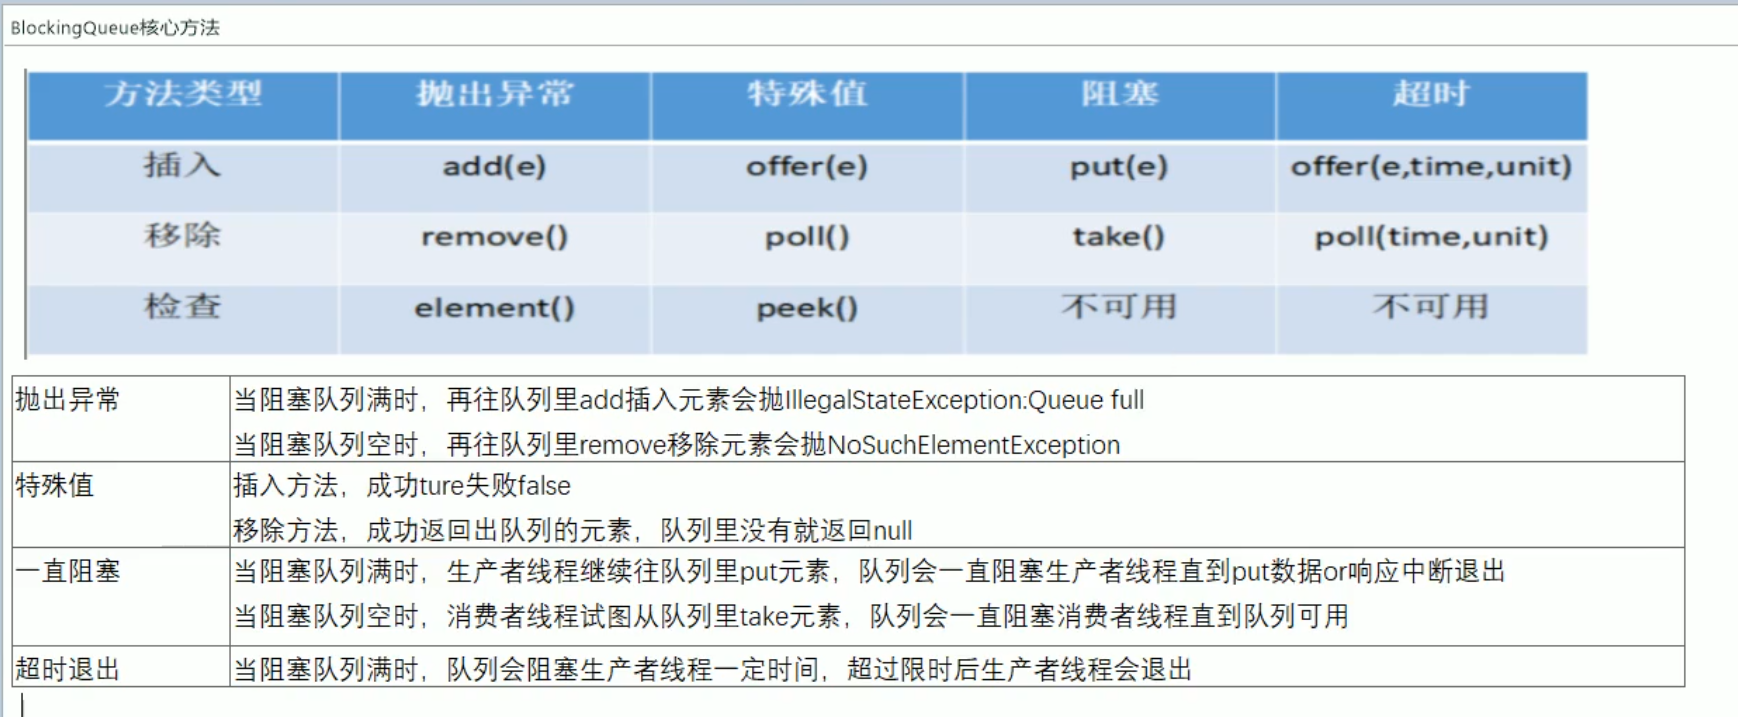 BlockingQueue核心方法
方法类型 抛出异常 特殊值 阻塞 超时
插入 add(e) offer(e) put(e) offer(e,time,unit)
移除 remove() poll() take() poll(time,unit)
检查 element() peek() 不可用 不可用
抛出异常 当阻塞队列满时，再往队列里add插入元素会抛IllegalStateException:Queue full
当阻塞队列空时，再往队列里remove移除元素会抛NoSuchElementException
特殊值 插入方法，成功ture失败false
移除方法，成功返回出队列的元素，队列里没有就返回null
一直阻塞 当阻塞队列满时，生产者线程继续往队列里put元素，队列会一直阻塞生产者线程直到put数据or响应中断退出
当阻塞队列空时，消费者线程试图从队列里take元素，队列会一直阻塞消费者线程直到队列可用
超时退出 当阻塞队列满时，队列会阻塞生产者线程一定时间，超过限时后生产者线程会退出